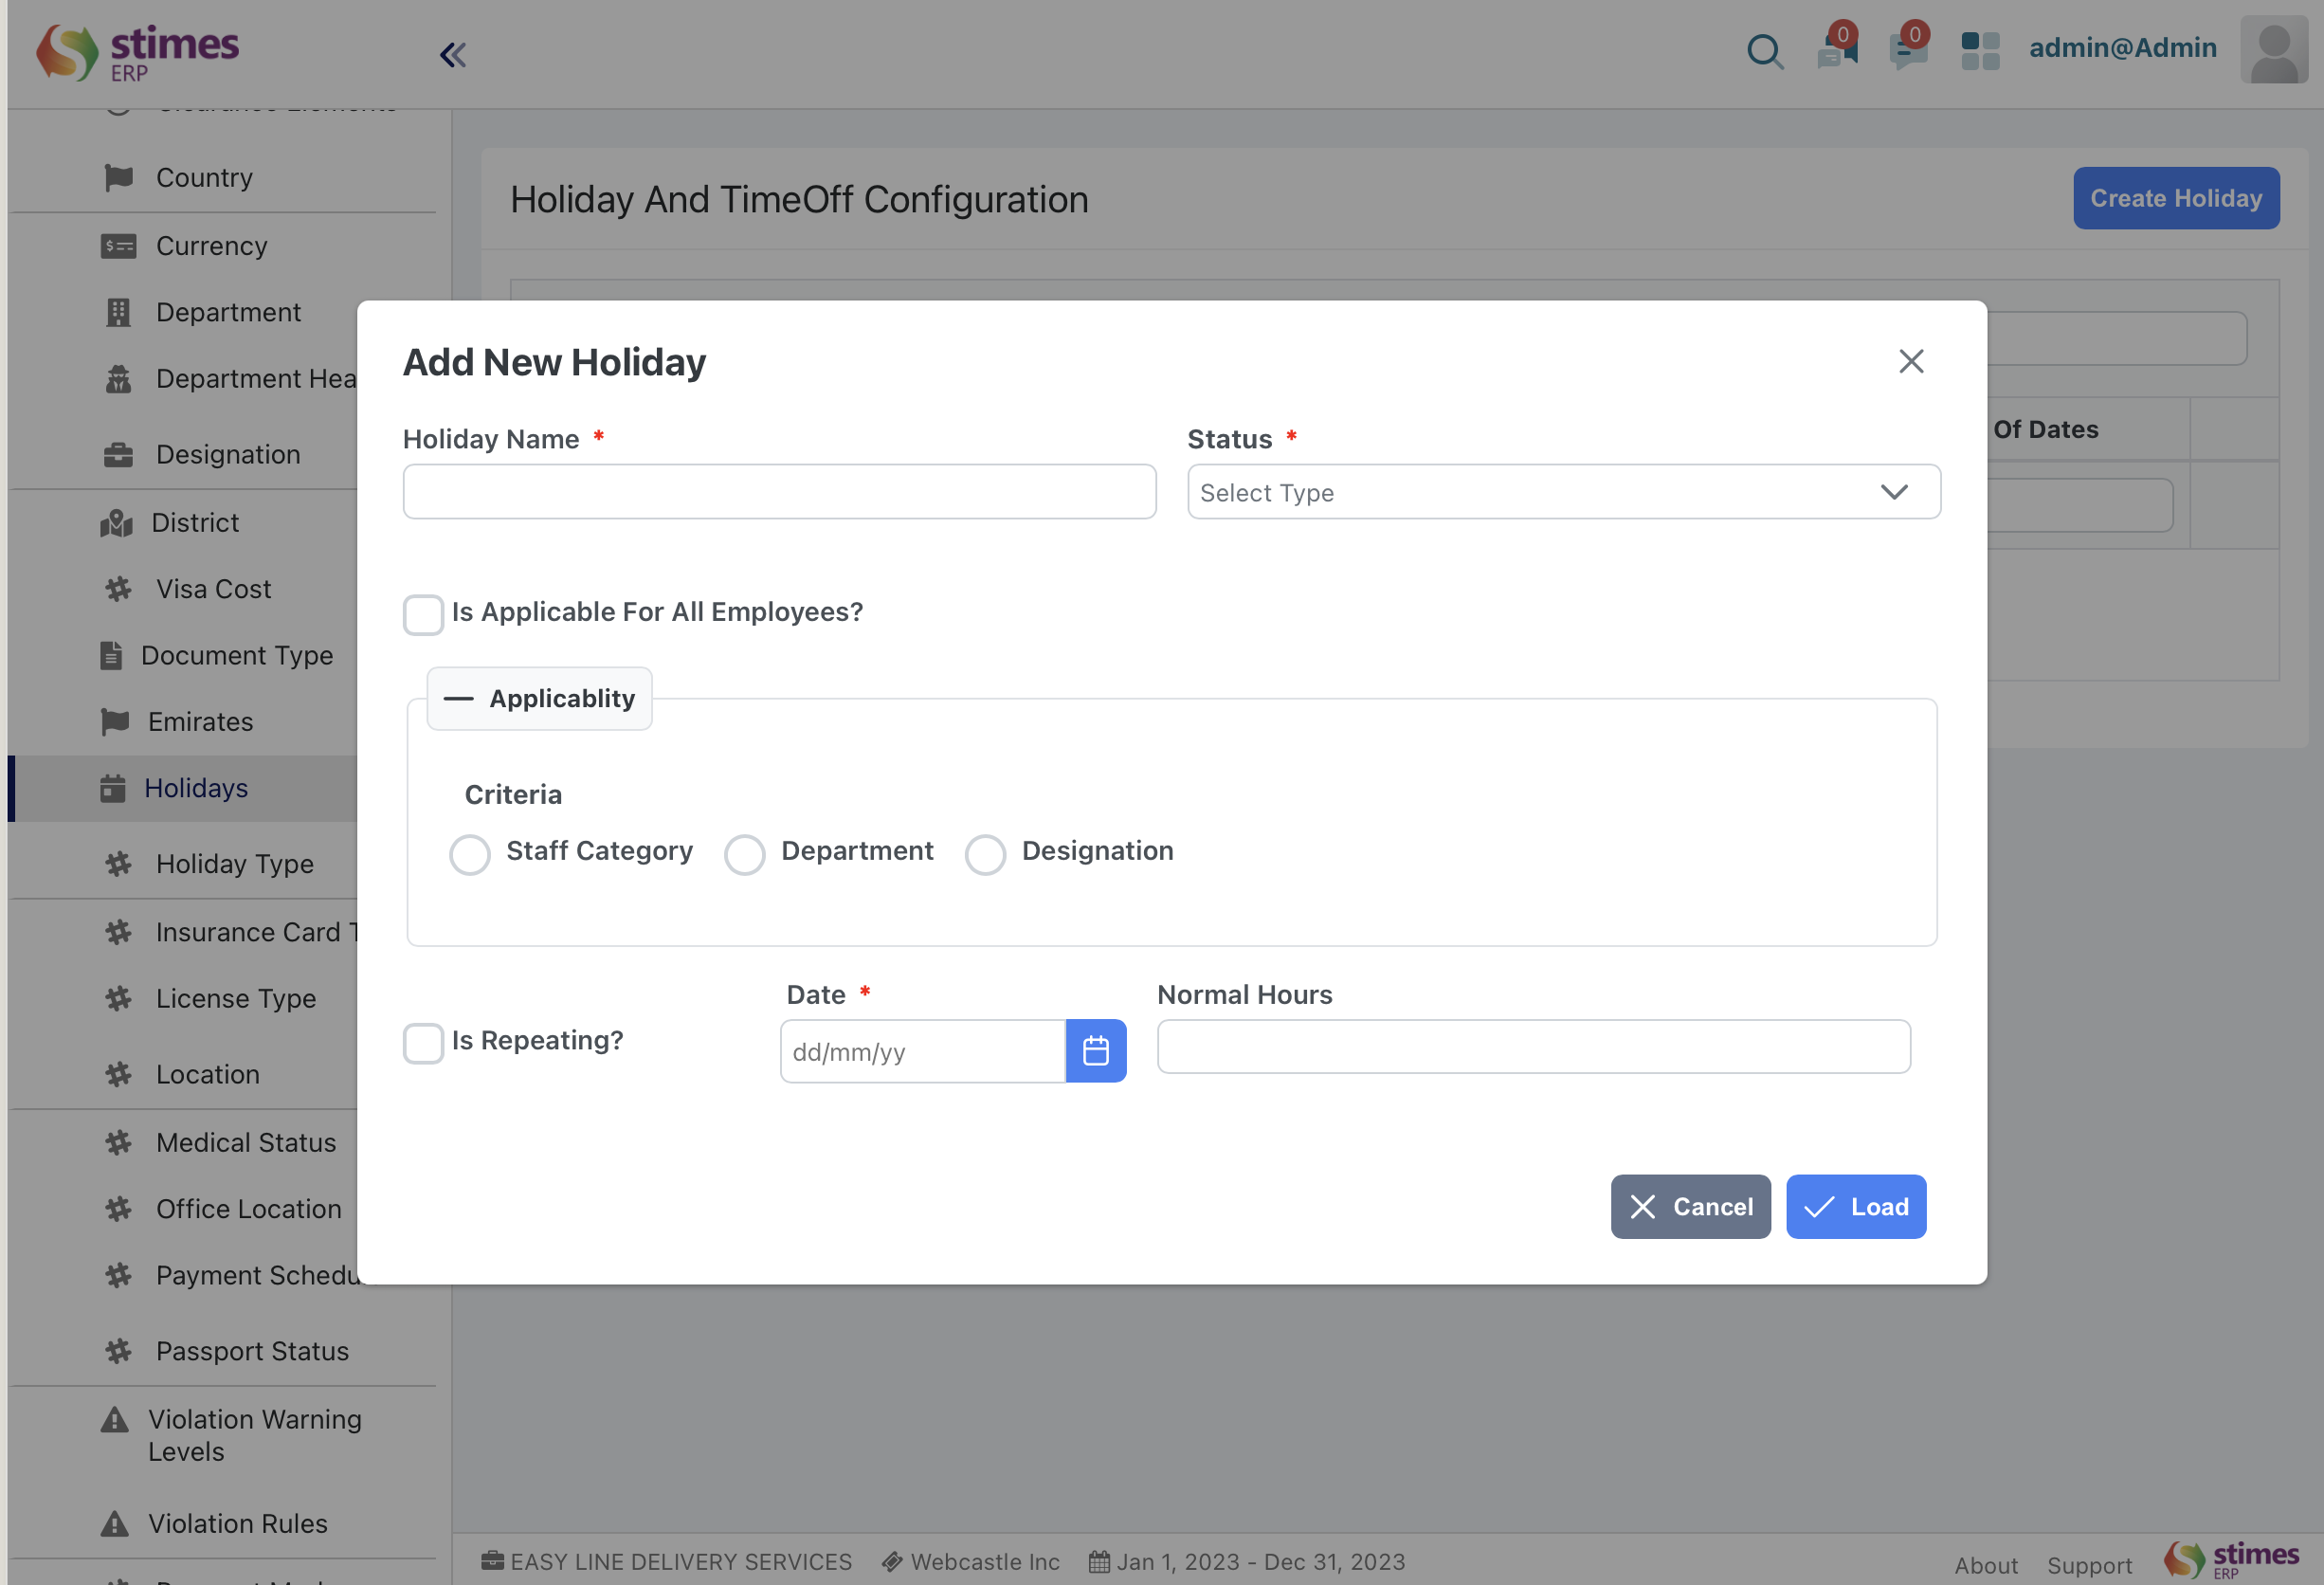 stimes
ERP
0
0
admin@Admin
Clearance Elements
Country
Currency
Department
Department Hea
Designation
District
Visa Cost
Document Type
Emirates
Holidays
Holiday Type
Insurance Card T
License Type
Location
Medical Status
Office Location
Payment Schedu
Passport Status
Violation Warning
Levels
Violation Rules
Holiday And TimeOff Configuration
Create Holiday
Of Dates
Add New Holiday
Holiday Name *
Status *
Select Type
Is Applicable For All Employees?
Applicablity
Criteria
Staff Category
Department
Designation
Is Repeating?
Date *
dd/mm/yy
Normal Hours
Cancel
Load
EASY LINE DELIVERY SERVICES
Webcastle Inc
Jan 1, 2023 - Dec 31, 2023
About
Support
stimes
ERP